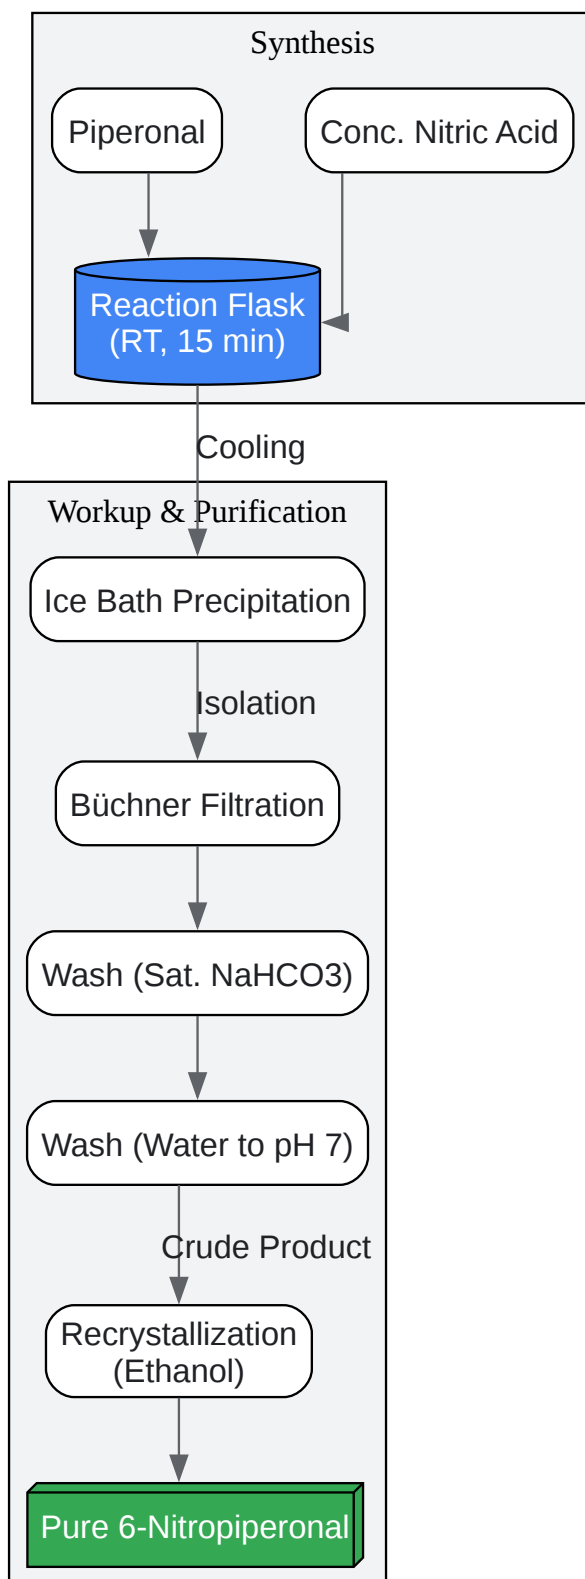 Synthesis
Piperonal
Conc. Nitric Acid
Reaction Flask
(RT, 15 min)
Cooling
Workup & Purification
Ice Bath Precipitation
Isolation
Büchner Filtration
Wash (Sat. NaHCO3)
Wash (Water to pH 7)
Crude Product
Recrystallization
(Ethanol)
Pure 6-Nitropiperonal